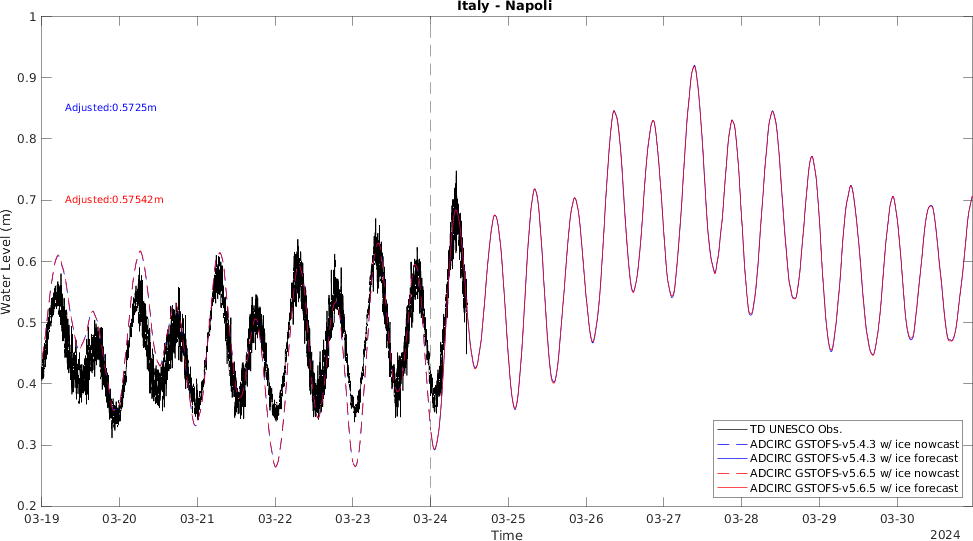 Italy - Napoli
1
0.9
0.8
0.7
0.6
0.5
0.4
0.3
0.2
Water Level (m)
Adjusted:0.5725m
Adjusted:0.57542m
TD UNESCO Obs.
ADCIRC GSTOFS-v5.4.3 w/ ice nowcast
ADCIRC GSTOFS-v5.4.3 w/ ice forecast
ADCIRC GSTOFS-v5.6.5 w/ ice nowcast
ADCIRC GSTOFS-v5.6.5 w/ ice forecast
03-19 03-20 03-21 03-22 03-23 03-24 03-25 03-26 03-27 03-28 03-29 03-30
Time
2024